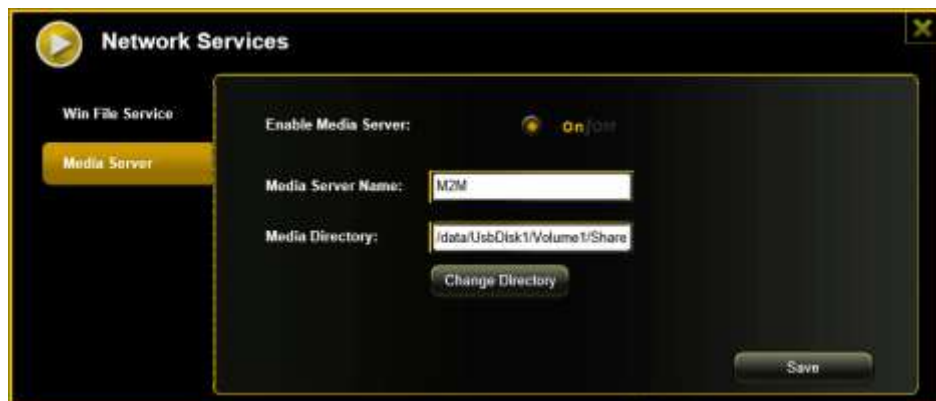 Network Services
Win File Service
Media Server
Enable Media Server:
On/Off
Media Server Name:
M2M
Media Directory:
/data/UsbDisk1/Volume1/Share
Change Directory
Save